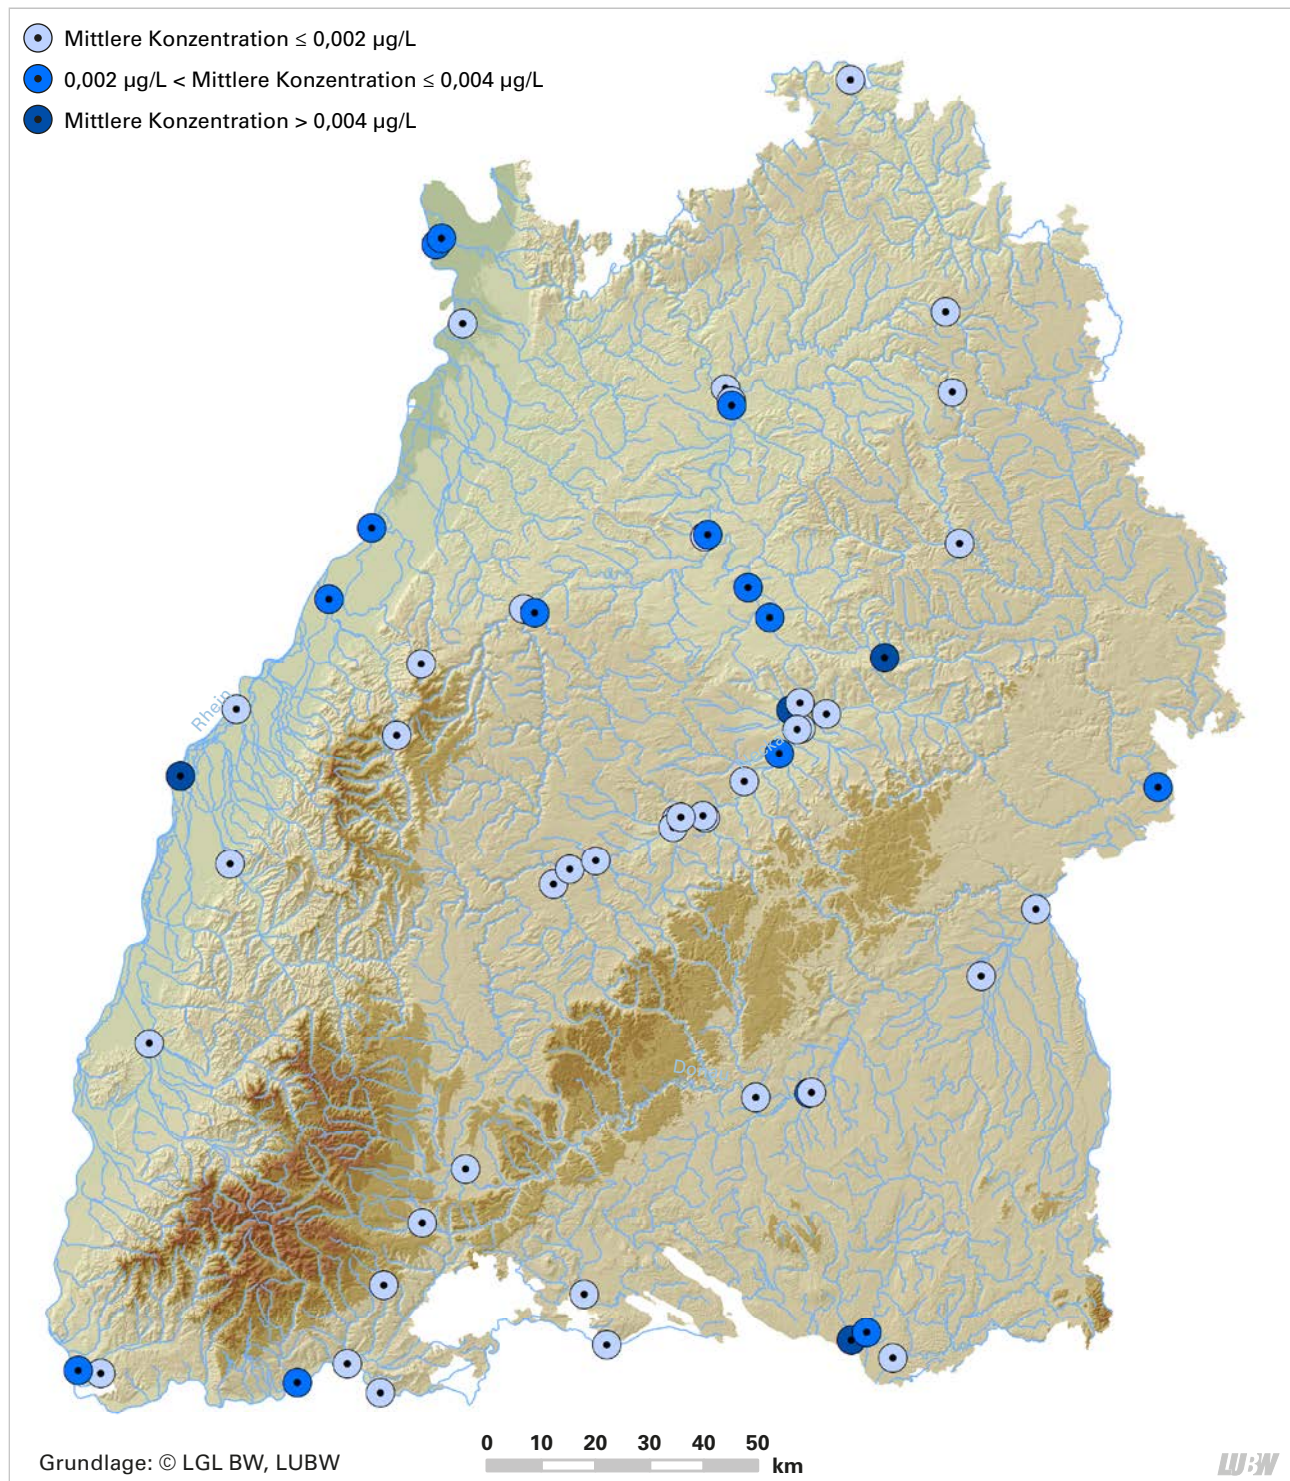 Mittlere Konzentration ≤ 0,002 µg/L
0,002 µg/L < Mittlere Konzentration ≤ 0,004 µg/L
Mittlere Konzentration > 0,004 µg/L
Rhein
0 10 20 30 40 50
km
Grundlage: © LGL BW, LUBW
LUBW